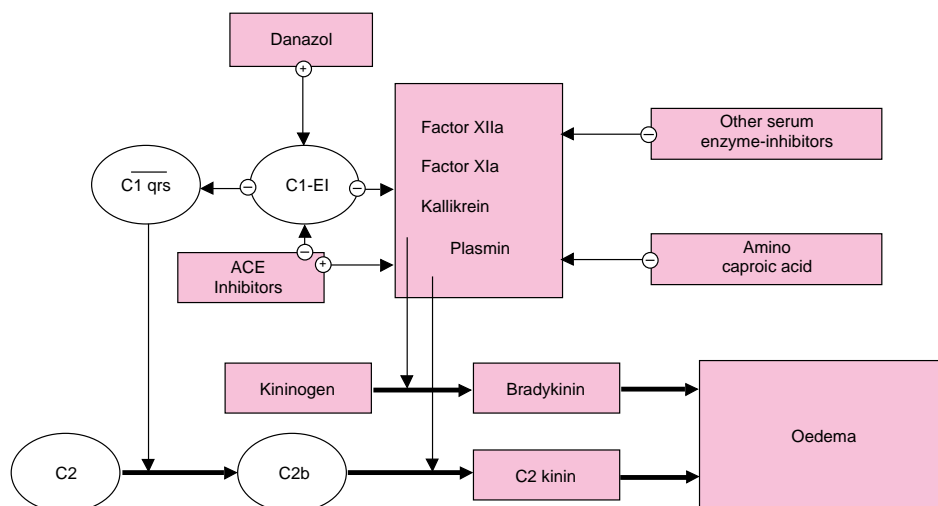 Danazol
+
Factor XIIa
Other serum
enzyme-inhibitors
−
Factor XIa
C1 qrs
−
C1-EI
−
Kallikrein
Plasmin
Amino
caproic acid
−
−
ACE
Inhibitors
+
Kininogen
Bradykinin
Oedema
C2
C2b
C2 kinin